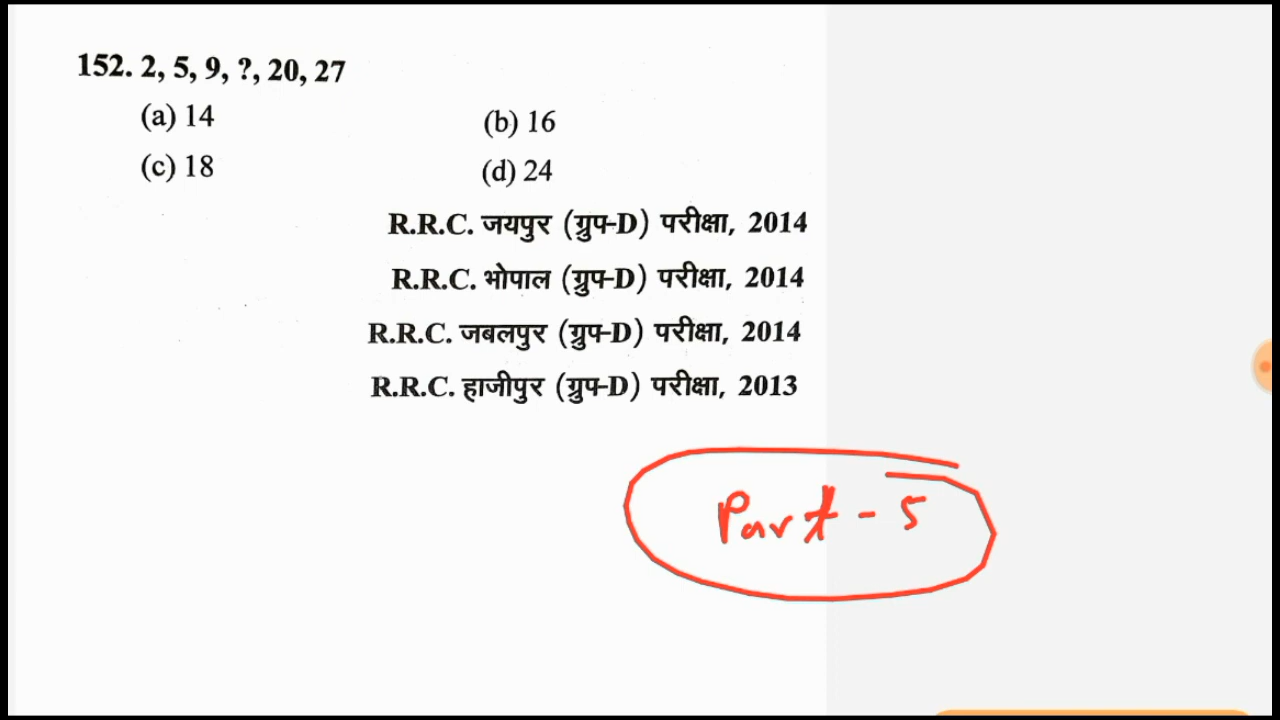 152. 2, 5, 9, ?, 20, 27
(a) 14 (b) 16
(c) 18 (d) 24
R.R.C. जयपुर (ग्रुप-D) परीक्षा, 2014
R.R.C. भोपाल (ग्रुप-D) परीक्षा, 2014
R.R.C. जबलपुर (ग्रुप-D) परीक्षा, 2014
R.R.C. हाजीपुर (ग्रुप-D) परीक्षा, 2013
Part - 5